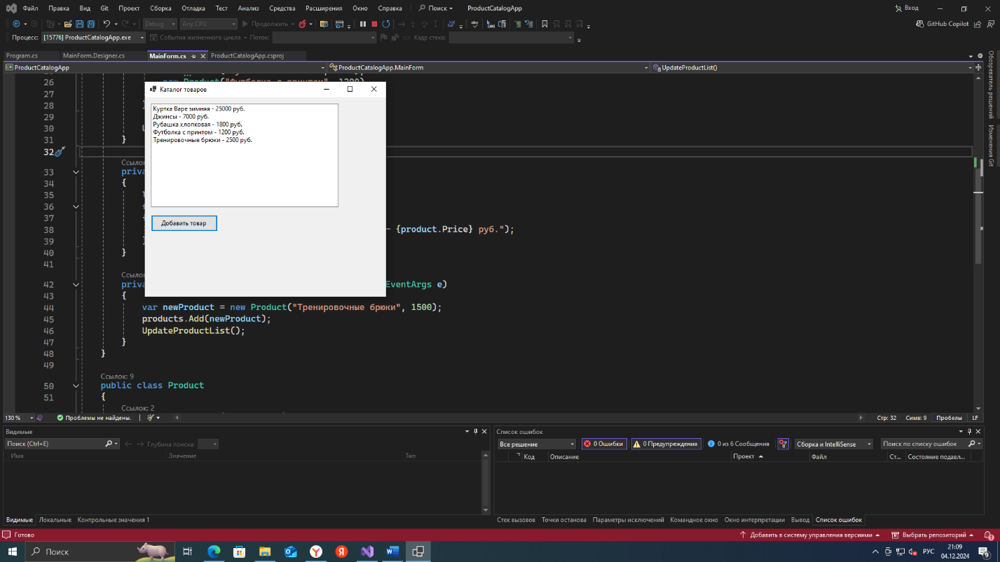 Файл Правка Вид Git Проект Сборка Отладка Тест Анализ Средства Расширения Окно Справка Поиск ProductCatalogApp Вход
Debug Any CPU Продолжить GitHub Copilot
Процесс: [15776] ProductCatalogApp.exe События жизненного цикла Поток: Кадр стека:
Program.cs MainForm.Designer.cs MainForm.cs ProductCatalogApp.csproj
ProductCatalogApp ProductCatalogApp.MainForm UpdateProductList()
Обозреватель решений
Изменения Git
26
27
28
29
30
31 }
32
Каталог товаров
Куртка Варе зимняя - 25000 руб.
Джинсы - 7000 руб.
Рубашка хлопковая - 1800 руб.
Футболка с принтом - 1200 руб.
Тренировочные брюки - 2500 руб.
Добавить товар
33 priva
34 {
35
36
37
38 - {product.Price} руб.");
39
40 }
41
42 priva EventArgs e)
43 {
44 var newProduct = new Product("Тренировочные брюки", 1500);
45 products.Add(newProduct);
46 UpdateProductList();
47 }
48 }
49
Ссылок: 9
50 public class Product
51 {
Ссылок: 2
130 % Проблемы не найдены. Стр: 32 Симв: 9 Пробелы LF
Видимые
Поиск (Ctrl+E) Глубина поиска:
Имя Значение Тип
Видимые Локальные Контрольные значения 1
Список ошибок
Все решение 0 Ошибки 0 Предупреждения 0 из 6 Сообщения Сборка и IntelliSense Поиск по списку ошибок
Код Описание Проект Файл Ст... Состояние подавл...
Стек вызовов Точки останова Параметры исключений Командное окно Окно интерпретации Вывод Список ошибок
Готово Добавить в систему управления версиями Выбрать репозиторий 1
Поиск РУС 21:09
04.12.2024 9